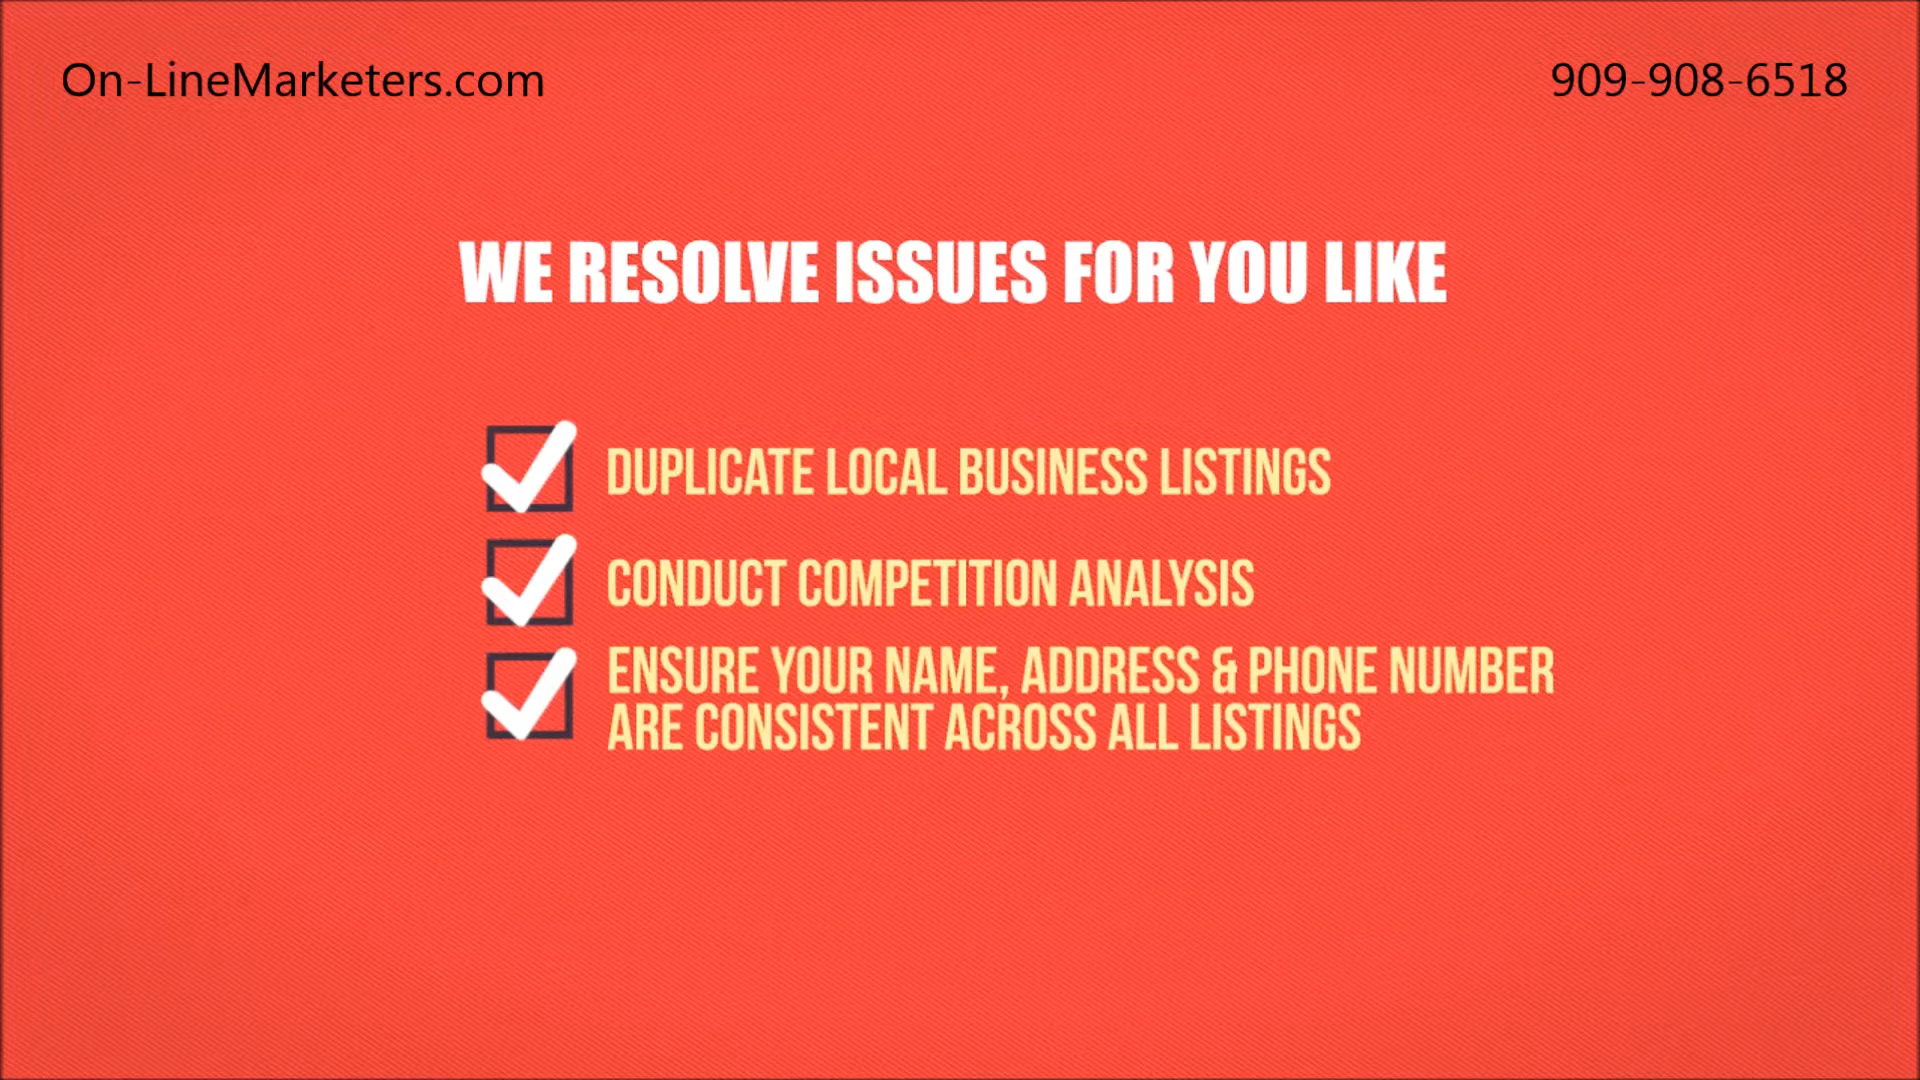 On-LineMarketers.com
909-908-6518
WE RESOLVE ISSUES FOR YOU LIKE
DUPLICATE LOCAL BUSINESS LISTINGS
CONDUCT COMPETITION ANALYSIS
ENSURE YOUR NAME, ADDRESS & PHONE NUMBER
ARE CONSISTENT ACROSS ALL LISTINGS